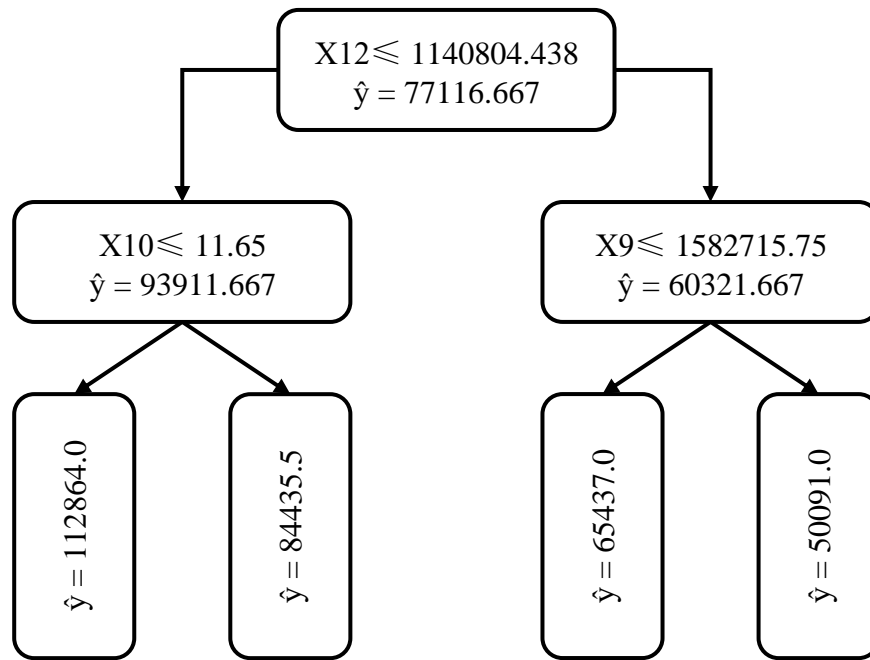 X12≤ 1140804.438
ŷ = 77116.667
X10≤ 11.65
ŷ = 93911.667
X9≤ 1582715.75
ŷ = 60321.667
ŷ = 112864.0
ŷ = 84435.5
ŷ = 65437.0
ŷ = 50091.0